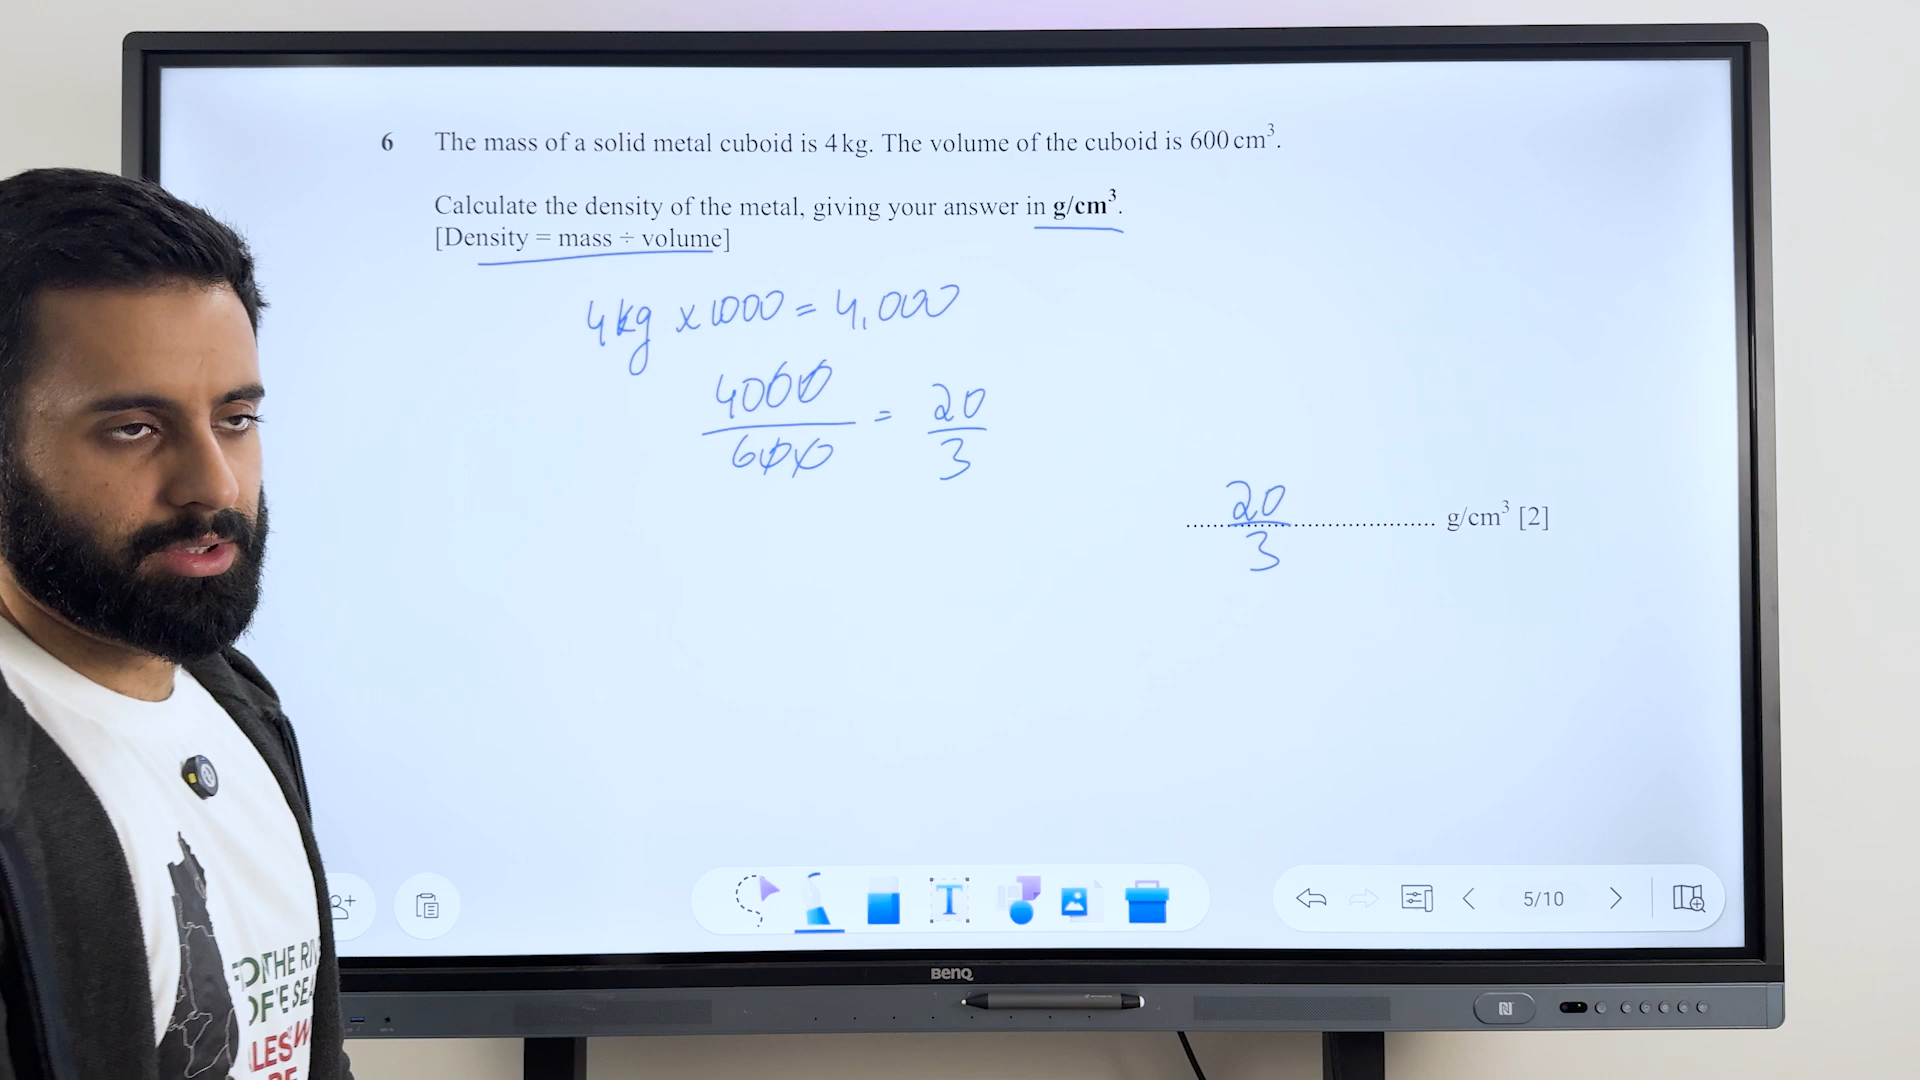 6 The mass of a solid metal cuboid is 4 kg. The volume of the cuboid is 600 cm³.
Calculate the density of the metal, giving your answer in g/cm³.
[Density = mass ÷ volume]
4kg × 1000 = 4,000
4000/600 = 20/3
20/3 g/cm³ [2]
T
5/10
BenQ
N
THE
SEA